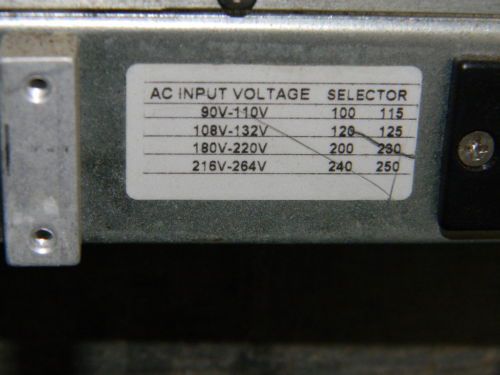 AC INPUT VOLTAGE SELECTOR
90V-110V 100 115
108V-132V 120 125
180V-220V 200 230
216V-264V 240 250